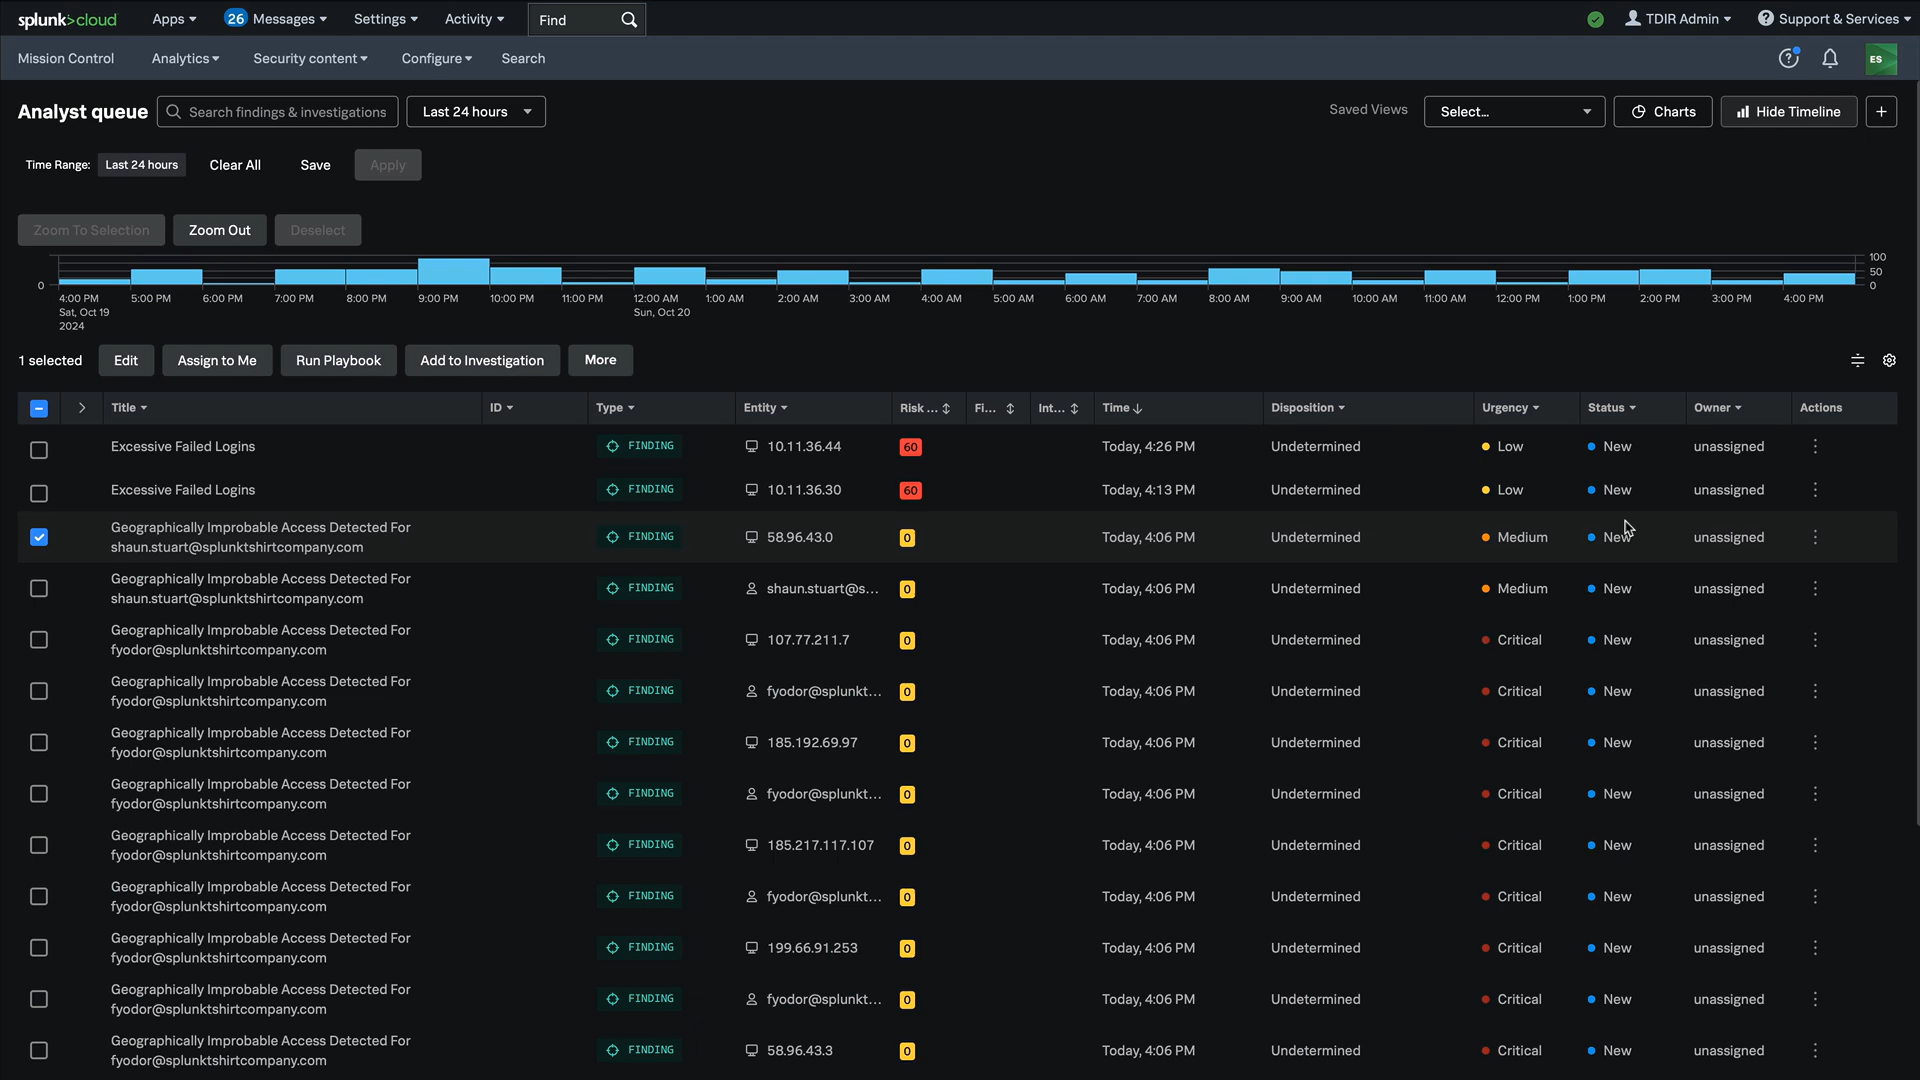 splunk>cloud Apps 26 Messages Settings Activity Find TDIR Admin Support & Services
Mission Control Analytics Security content Configure Search ES
Analyst queue Search findings & investigations Last 24 hours Saved Views Select... Charts Hide Timeline +
Time Range: Last 24 hours Clear All Save Apply
Zoom To Selection Zoom Out Deselect
100
50
0 0
4:00 PM 5:00 PM 6:00 PM 7:00 PM 8:00 PM 9:00 PM 10:00 PM 11:00 PM 12:00 AM 1:00 AM 2:00 AM 3:00 AM 4:00 AM 5:00 AM 6:00 AM 7:00 AM 8:00 AM 9:00 AM 10:00 AM 11:00 AM 12:00 PM 1:00 PM 2:00 PM 3:00 PM 4:00 PM
Sat, Oct 19 Sun, Oct 20
2024
1 selected Edit Assign to Me Run Playbook Add to Investigation More
Title ID Type Entity Risk ... Fi... Int... Time Disposition Urgency Status Owner Actions
Excessive Failed Logins FINDING 10.11.36.44 60 Today, 4:26 PM Undetermined Low New unassigned
Excessive Failed Logins FINDING 10.11.36.30 60 Today, 4:13 PM Undetermined Low New unassigned
Geographically Improbable Access Detected For
shaun.stuart@splunktshirtcompany.com FINDING 58.96.43.0 0 Today, 4:06 PM Undetermined Medium New unassigned
Geographically Improbable Access Detected For
shaun.stuart@splunktshirtcompany.com FINDING shaun.stuart@s... 0 Today, 4:06 PM Undetermined Medium New unassigned
Geographically Improbable Access Detected For
fyodor@splunktshirtcompany.com FINDING 107.77.211.7 0 Today, 4:06 PM Undetermined Critical New unassigned
Geographically Improbable Access Detected For
fyodor@splunktshirtcompany.com FINDING fyodor@splunkt... 0 Today, 4:06 PM Undetermined Critical New unassigned
Geographically Improbable Access Detected For
fyodor@splunktshirtcompany.com FINDING 185.192.69.97 0 Today, 4:06 PM Undetermined Critical New unassigned
Geographically Improbable Access Detected For
fyodor@splunktshirtcompany.com FINDING fyodor@splunkt... 0 Today, 4:06 PM Undetermined Critical New unassigned
Geographically Improbable Access Detected For
fyodor@splunktshirtcompany.com FINDING 185.217.117.107 0 Today, 4:06 PM Undetermined Critical New unassigned
Geographically Improbable Access Detected For
fyodor@splunktshirtcompany.com FINDING fyodor@splunkt... 0 Today, 4:06 PM Undetermined Critical New unassigned
Geographically Improbable Access Detected For
fyodor@splunktshirtcompany.com FINDING 199.66.91.253 0 Today, 4:06 PM Undetermined Critical New unassigned
Geographically Improbable Access Detected For
fyodor@splunktshirtcompany.com FINDING fyodor@splunkt... 0 Today, 4:06 PM Undetermined Critical New unassigned
Geographically Improbable Access Detected For
fyodor@splunktshirtcompany.com FINDING 58.96.43.3 0 Today, 4:06 PM Undetermined Critical New unassigned